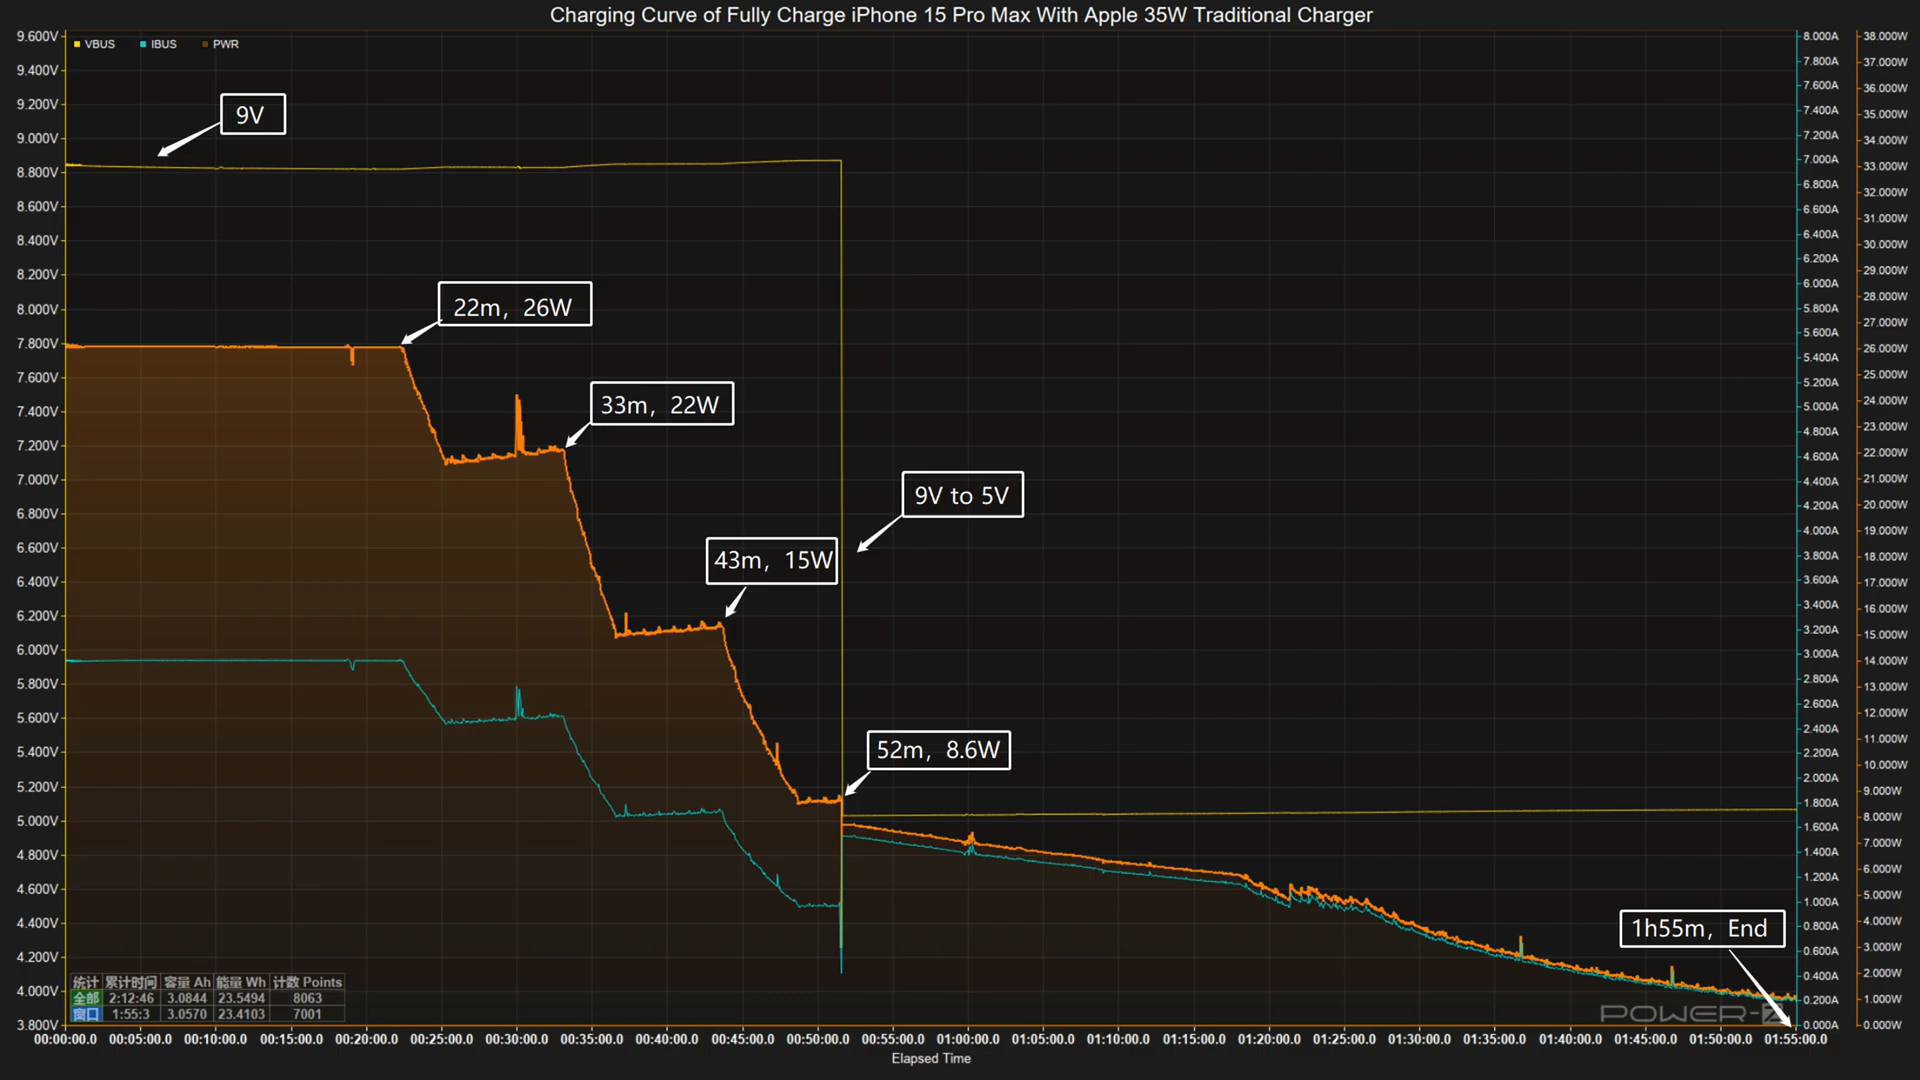 Charging Curve of Fully Charge iPhone 15 Pro Max With Apple 35W Traditional Charger
VBUS IBUS PWR
9.600V
9.400V
9.200V
9.000V
8.800V
8.600V
8.400V
8.200V
8.000V
7.800V
7.600V
7.400V
7.200V
7.000V
6.800V
6.600V
6.400V
6.200V
6.000V
5.800V
5.600V
5.400V
5.200V
5.000V
4.800V
4.600V
4.400V
4.200V
4.000V
3.800V
9V
22m, 26W
33m, 22W
43m, 15W
9V to 5V
52m, 8.6W
1h55m, End
8.000A
7.800A
7.600A
7.400A
7.200A
7.000A
6.800A
6.600A
6.400A
6.200A
6.000A
5.800A
5.600A
5.400A
5.200A
5.000A
4.800A
4.600A
4.400A
4.200A
4.000A
3.800A
3.600A
3.400A
3.200A
3.000A
2.800A
2.600A
2.400A
2.200A
2.000A
1.800A
1.600A
1.400A
1.200A
1.000A
0.800A
0.600A
0.400A
0.200A
0.000A
38.000W
37.000W
36.000W
35.000W
34.000W
33.000W
32.000W
31.000W
30.000W
29.000W
28.000W
27.000W
26.000W
25.000W
24.000W
23.000W
22.000W
21.000W
20.000W
19.000W
18.000W
17.000W
16.000W
15.000W
14.000W
13.000W
12.000W
11.000W
10.000W
9.000W
8.000W
7.000W
6.000W
5.000W
4.000W
3.000W
2.000W
1.000W
0.000W
统计 累计时间 容量 Ah 能量 Wh 计数 Points
全部 2:12:46 3.0844 23.5494 8063
窗口 1:55:3 3.0570 23.4103 7001
POWER-Z
00:00:00.0 00:05:00.0 00:10:00.0 00:15:00.0 00:20:00.0 00:25:00.0 00:30:00.0 00:35:00.0 00:40:00.0 00:45:00.0 00:50:00.0 00:55:00.0 01:00:00.0 01:05:00.0 01:10:00.0 01:15:00.0 01:20:00.0 01:25:00.0 01:30:00.0 01:35:00.0 01:40:00.0 01:45:00.0 01:50:00.0 01:55:00.0
Elapsed Time